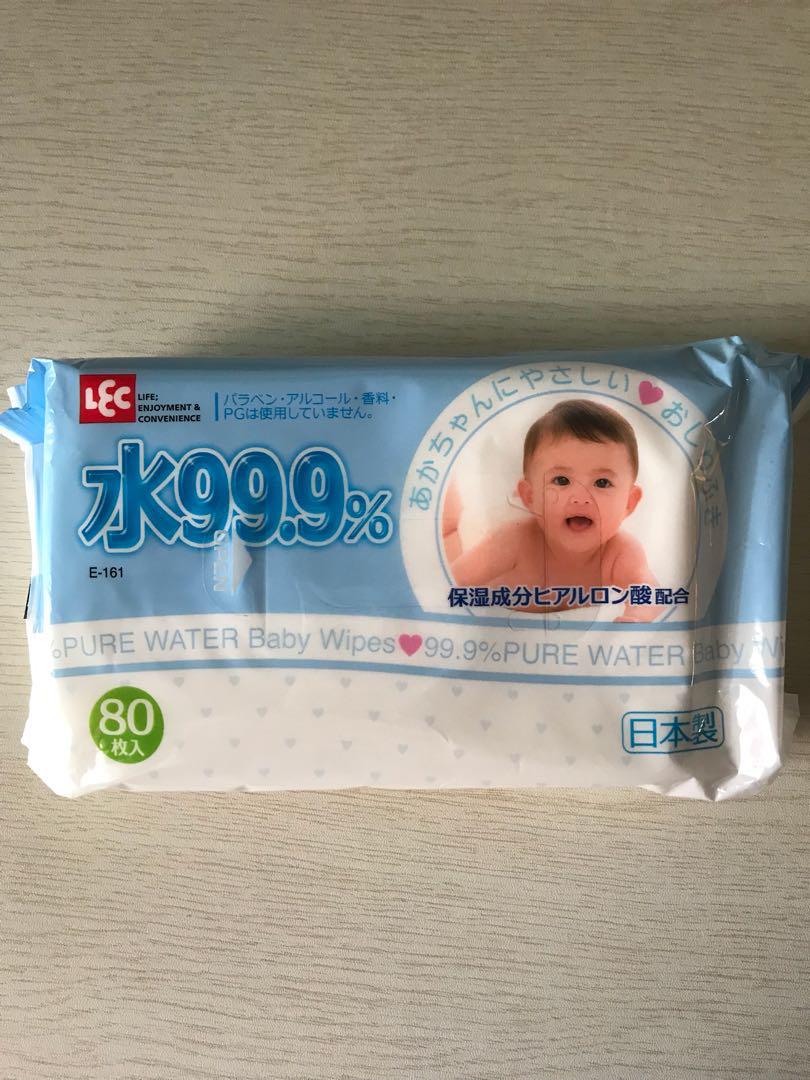 LEC
LIFE;
ENJOYMENT &
CONVENIENCE
パラベン・アルコール・香料・
PGは使用していません。
あかちゃんにやさしい♥おしりふき
水99.9%
OPEN
E-161
保湿成分ヒアルロン酸配合
%PURE WATER Baby Wipes♥99.9%PURE WATER Baby Wi
80
枚入
日本製